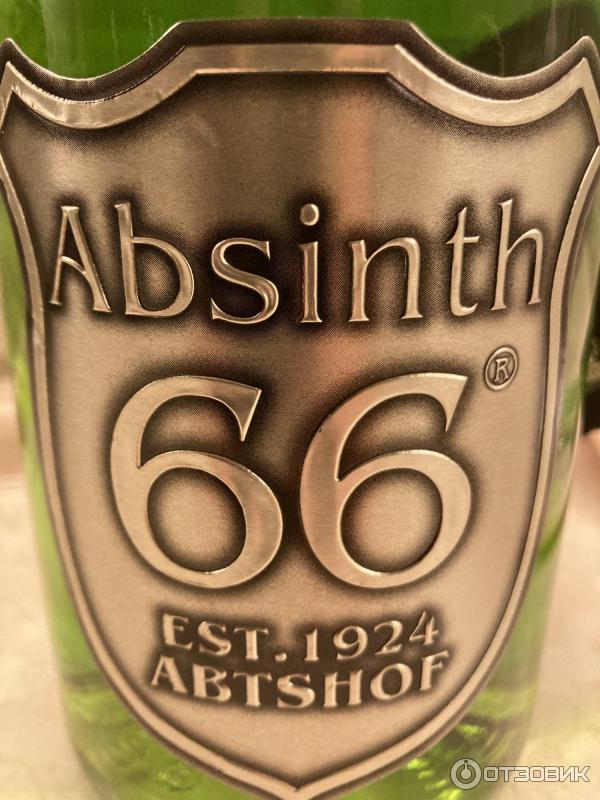 Absinth
66®
EST.1924
ABTSHOF
ОТЗОВИК